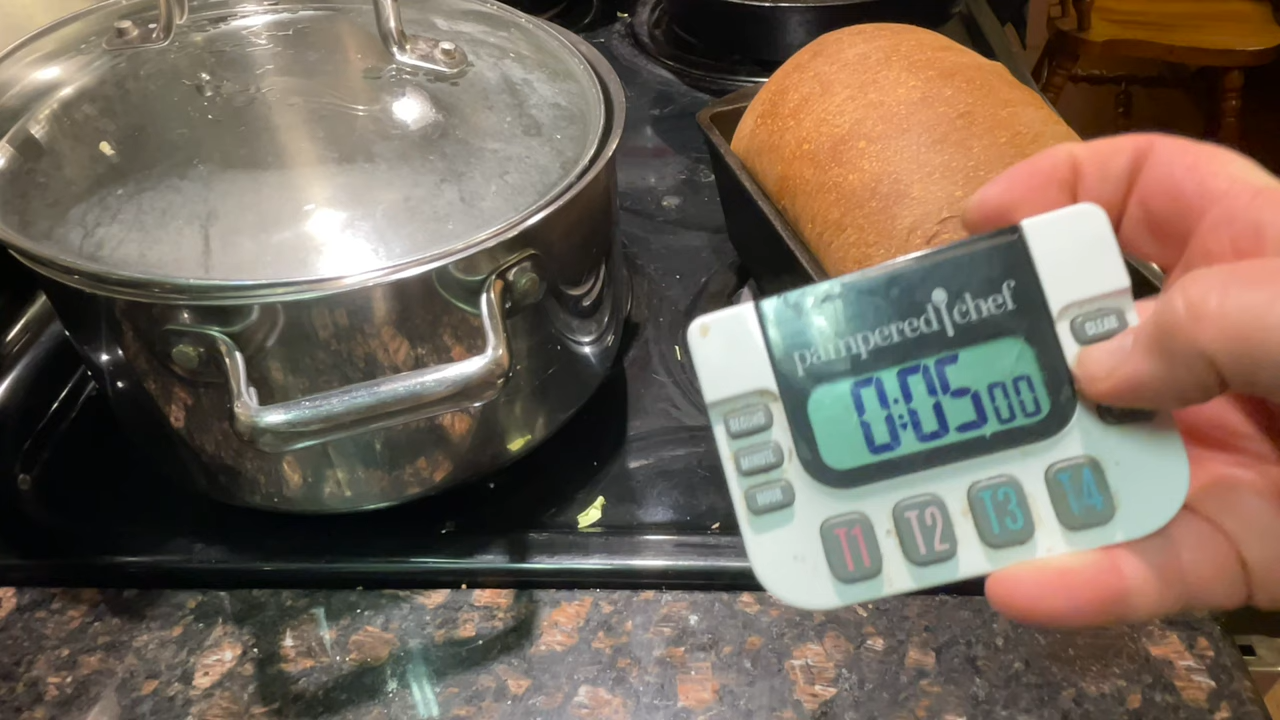 pampered chef
0:05 00
CLEAR
SECOND
MINUTE
HOUR
T1 T2 T3 T4